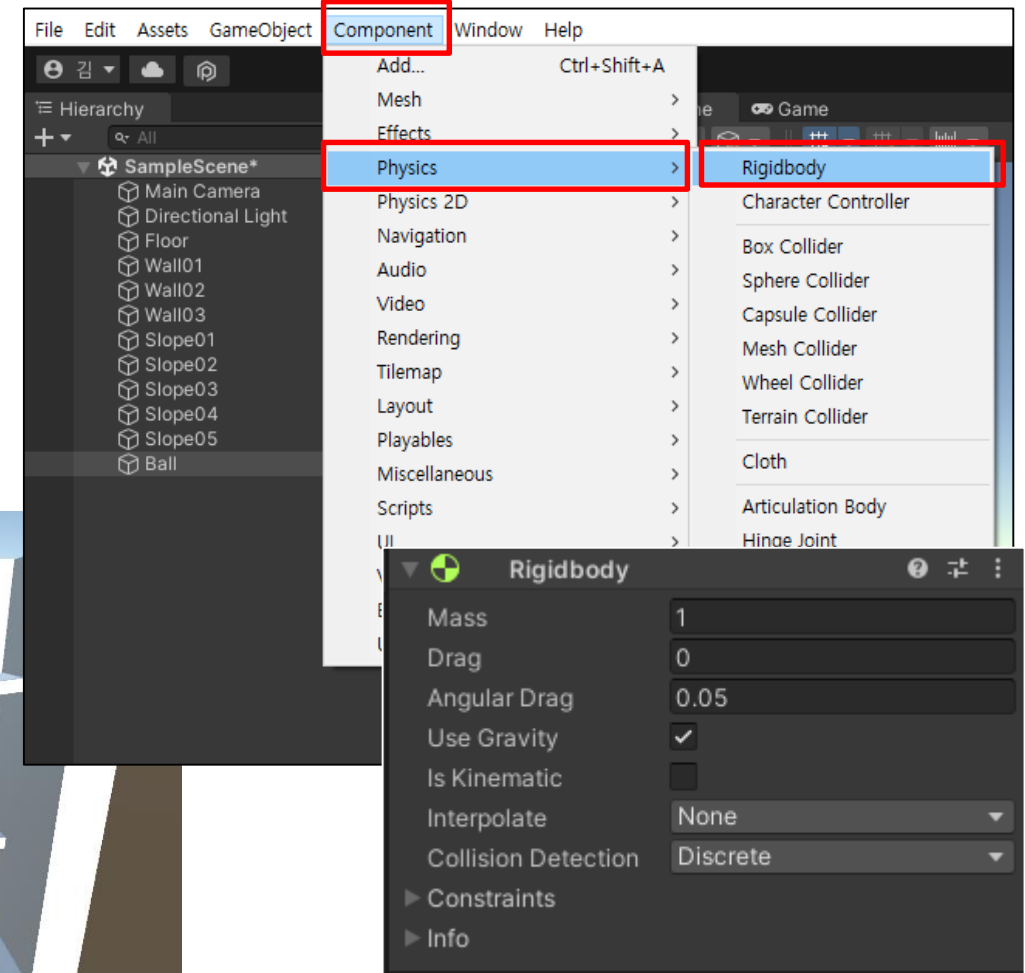 File Edit Assets GameObject Component Window Help
김
Hierarchy
All
SampleScene*
Main Camera
Directional Light
Floor
Wall01
Wall02
Wall03
Slope01
Slope02
Slope03
Slope04
Slope05
Ball
Add... Ctrl+Shift+A
Mesh
Effects
Physics
Physics 2D
Navigation
Audio
Video
Rendering
Tilemap
Layout
Playables
Miscellaneous
Scripts
UI
Game
Rigidbody
Character Controller
Box Collider
Sphere Collider
Capsule Collider
Mesh Collider
Wheel Collider
Terrain Collider
Cloth
Articulation Body
Hinge Joint
Rigidbody
Mass 1
Drag 0
Angular Drag 0.05
Use Gravity
Is Kinematic
Interpolate None
Collision Detection Discrete
Constraints
Info